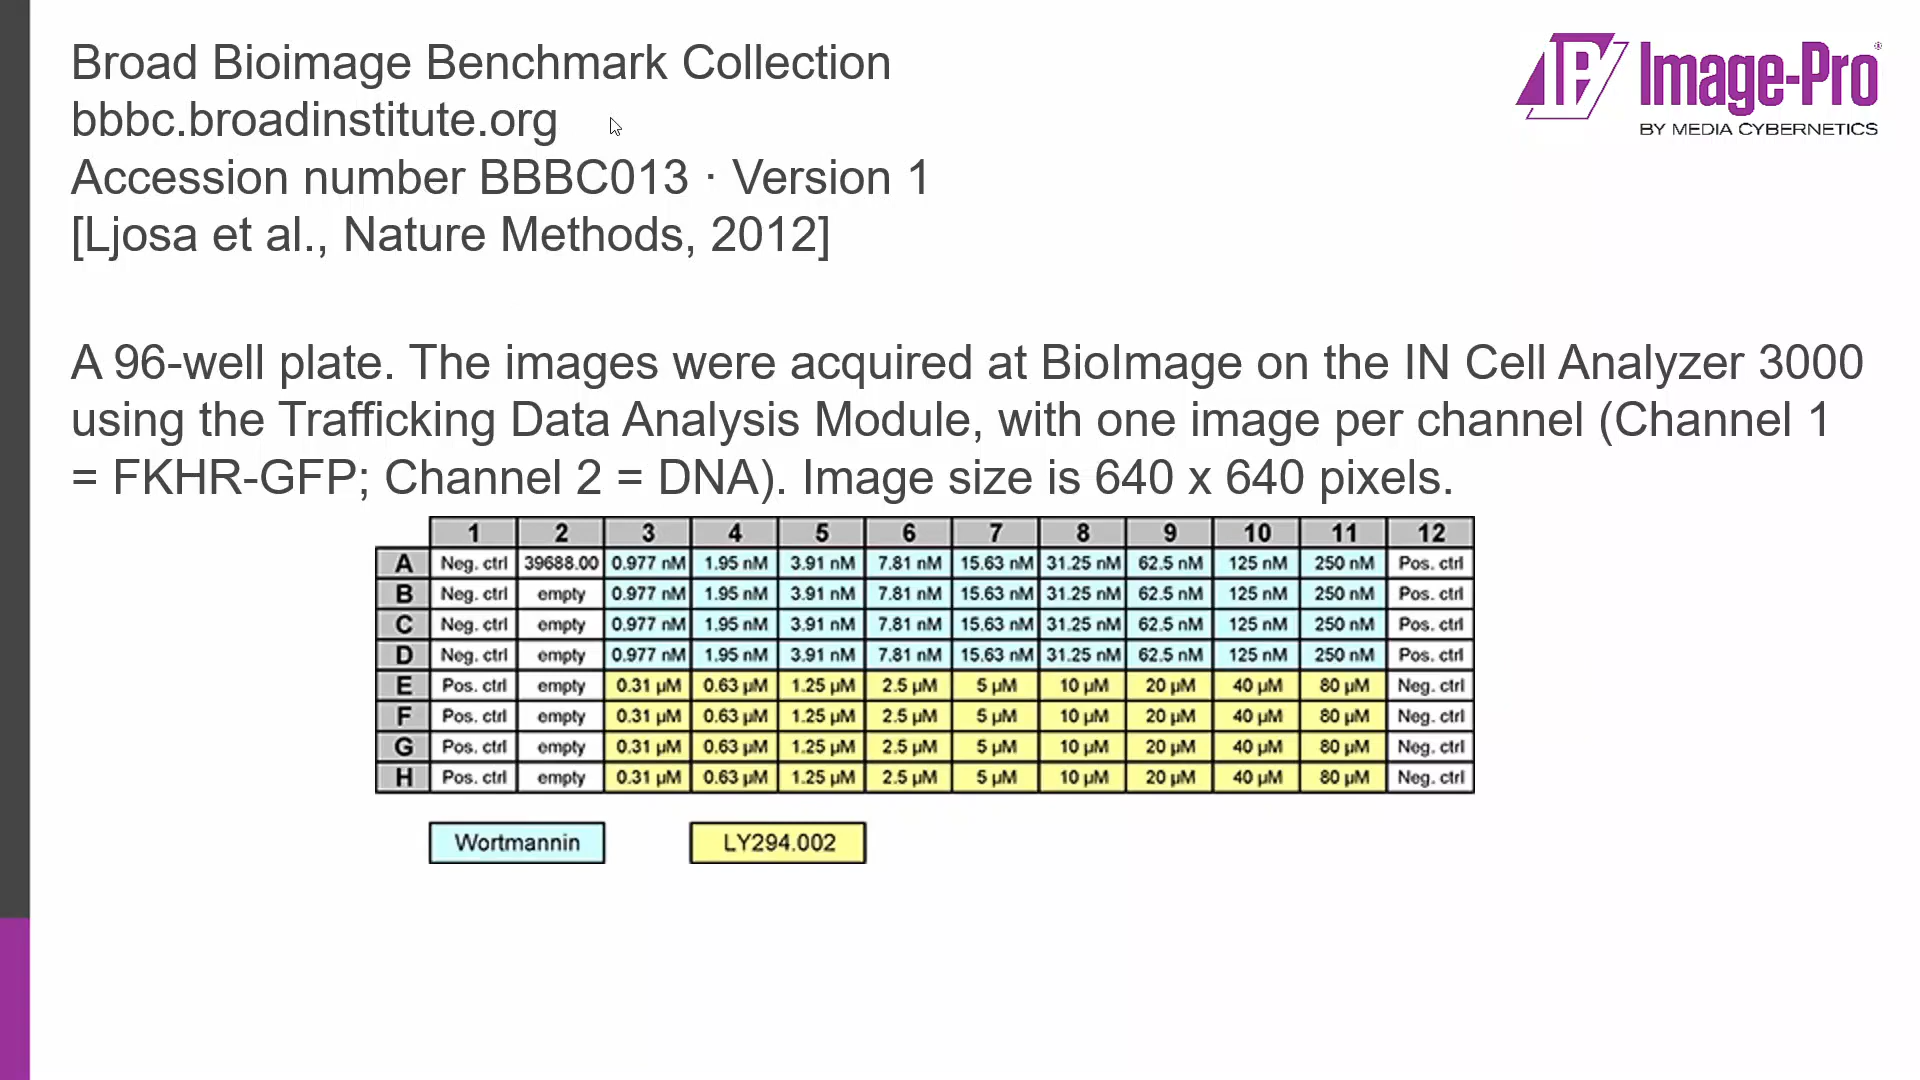 Broad Bioimage Benchmark Collection
bbbc.broadinstitute.org
Accession number BBBC013 · Version 1
[Ljosa et al., Nature Methods, 2012]
Image-Pro®
BY MEDIA CYBERNETICS
A 96-well plate. The images were acquired at BioImage on the IN Cell Analyzer 3000
using the Trafficking Data Analysis Module, with one image per channel (Channel 1
= FKHR-GFP; Channel 2 = DNA). Image size is 640 x 640 pixels.
1 2 3 4 5 6 7 8 9 10 11 12
A Neg. ctrl 39688.00 0.977 nM 1.95 nM 3.91 nM 7.81 nM 15.63 nM 31.25 nM 62.5 nM 125 nM 250 nM Pos. ctrl
B Neg. ctrl empty 0.977 nM 1.95 nM 3.91 nM 7.81 nM 15.63 nM 31.25 nM 62.5 nM 125 nM 250 nM Pos. ctrl
C Neg. ctrl empty 0.977 nM 1.95 nM 3.91 nM 7.81 nM 15.63 nM 31.25 nM 62.5 nM 125 nM 250 nM Pos. ctrl
D Neg. ctrl empty 0.977 nM 1.95 nM 3.91 nM 7.81 nM 15.63 nM 31.25 nM 62.5 nM 125 nM 250 nM Pos. ctrl
E Pos. ctrl empty 0.31 µM 0.63 µM 1.25 µM 2.5 µM 5 µM 10 µM 20 µM 40 µM 80 µM Neg. ctrl
F Pos. ctrl empty 0.31 µM 0.63 µM 1.25 µM 2.5 µM 5 µM 10 µM 20 µM 40 µM 80 µM Neg. ctrl
G Pos. ctrl empty 0.31 µM 0.63 µM 1.25 µM 2.5 µM 5 µM 10 µM 20 µM 40 µM 80 µM Neg. ctrl
H Pos. ctrl empty 0.31 µM 0.63 µM 1.25 µM 2.5 µM 5 µM 10 µM 20 µM 40 µM 80 µM Neg. ctrl
Wortmannin LY294.002